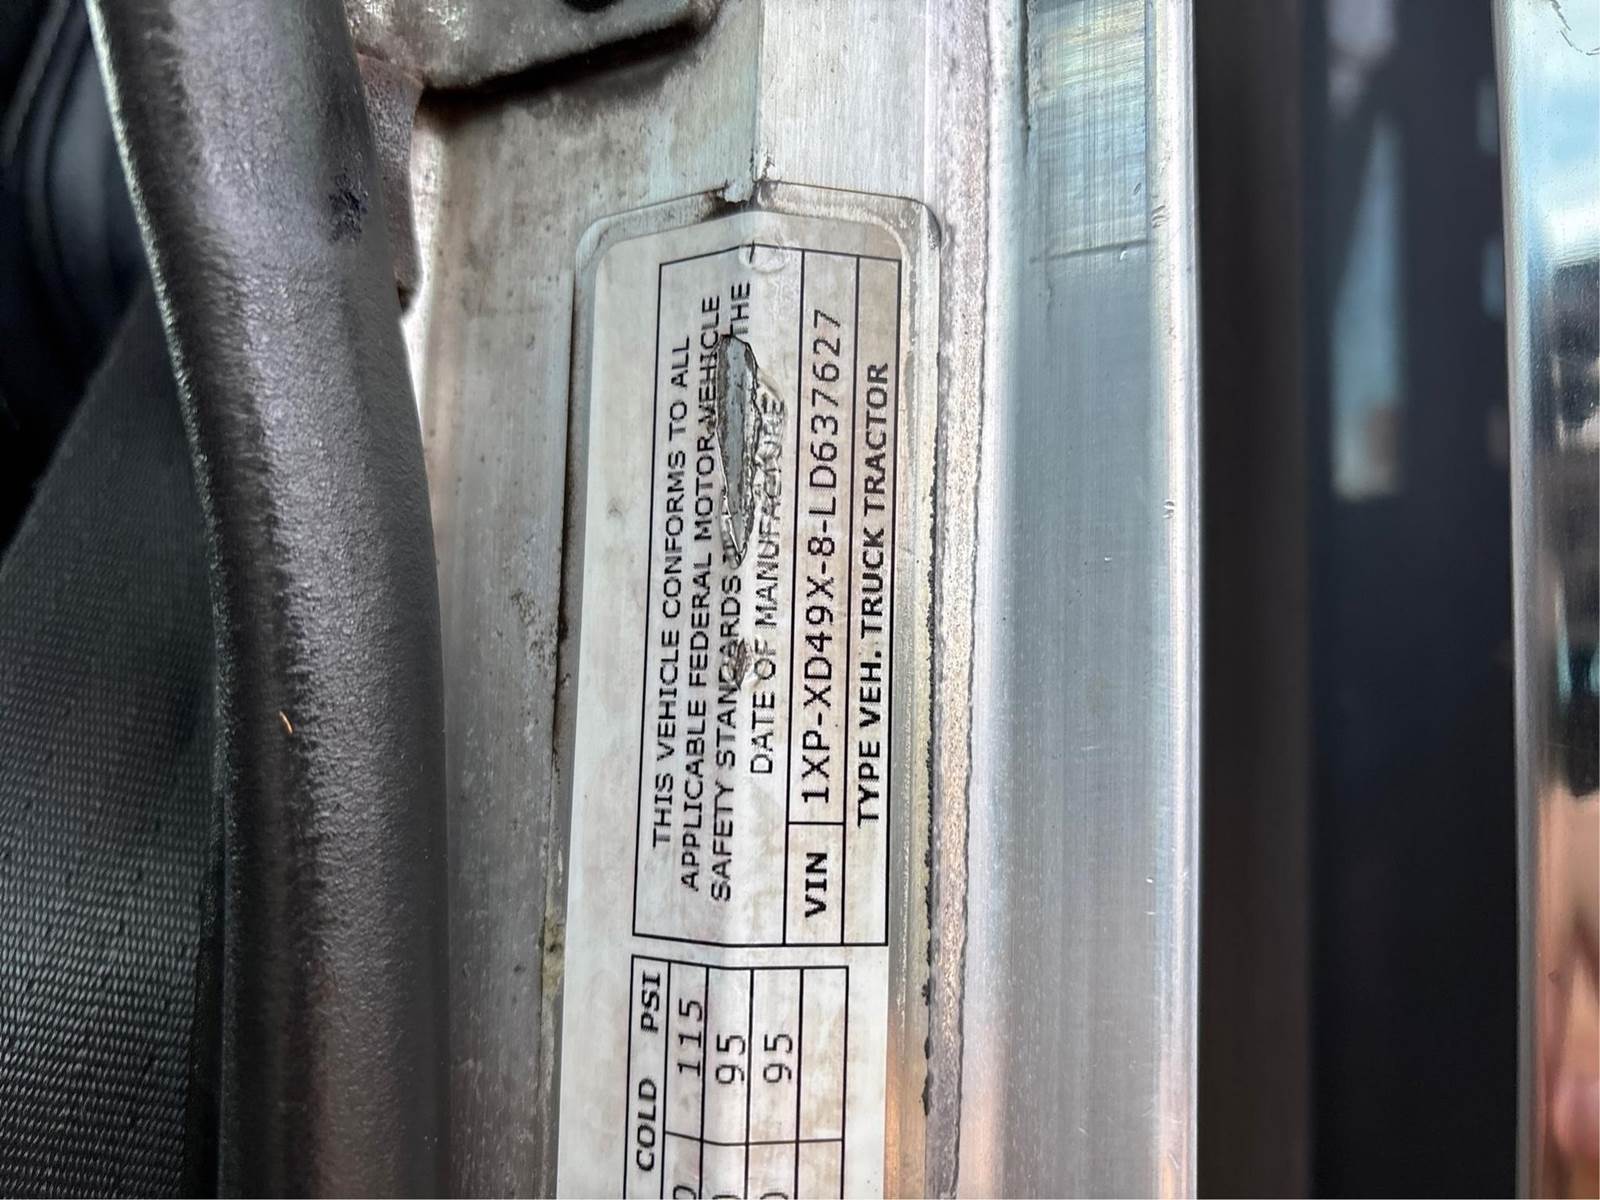 THIS VEHICLE CONFORMS TO ALL
APPLICABLE FEDERAL MOTOR VEHICLE
SAFETY STANDARDS THE
DATE OF MANUFACTURE
VIN 1XP-XD49X-8-LD637627
TYPE VEH. TRUCK TRACTOR
COLD PSI
115
95
95